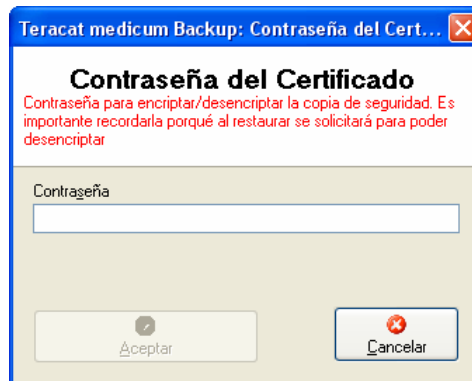 Teracat medicum Backup: Contraseña del Cert...
Contraseña del Certificado
Contraseña para encriptar/desencriptar la copia de seguridad. Es
importante recordarla porqué al restaurar se solicitará para poder
desencriptar
Contraseña
Aceptar
Cancelar